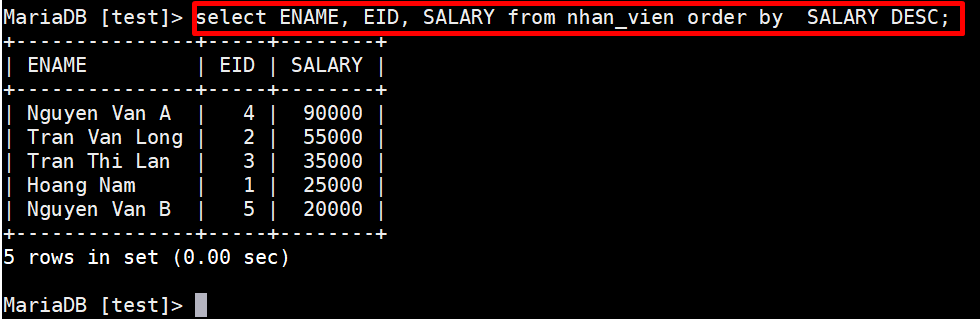 MariaDB [test]> select ENAME, EID, SALARY from nhan_vien order by  SALARY DESC;
+---------------+-----+--------+
| ENAME         | EID | SALARY |
+---------------+-----+--------+
| Nguyen Van A  |   4 |  90000 |
| Tran Van Long |   2 |  55000 |
| Tran Thi Lan  |   3 |  35000 |
| Hoang Nam     |   1 |  25000 |
| Nguyen Van B  |   5 |  20000 |
+---------------+-----+--------+
5 rows in set (0.00 sec)
MariaDB [test]>